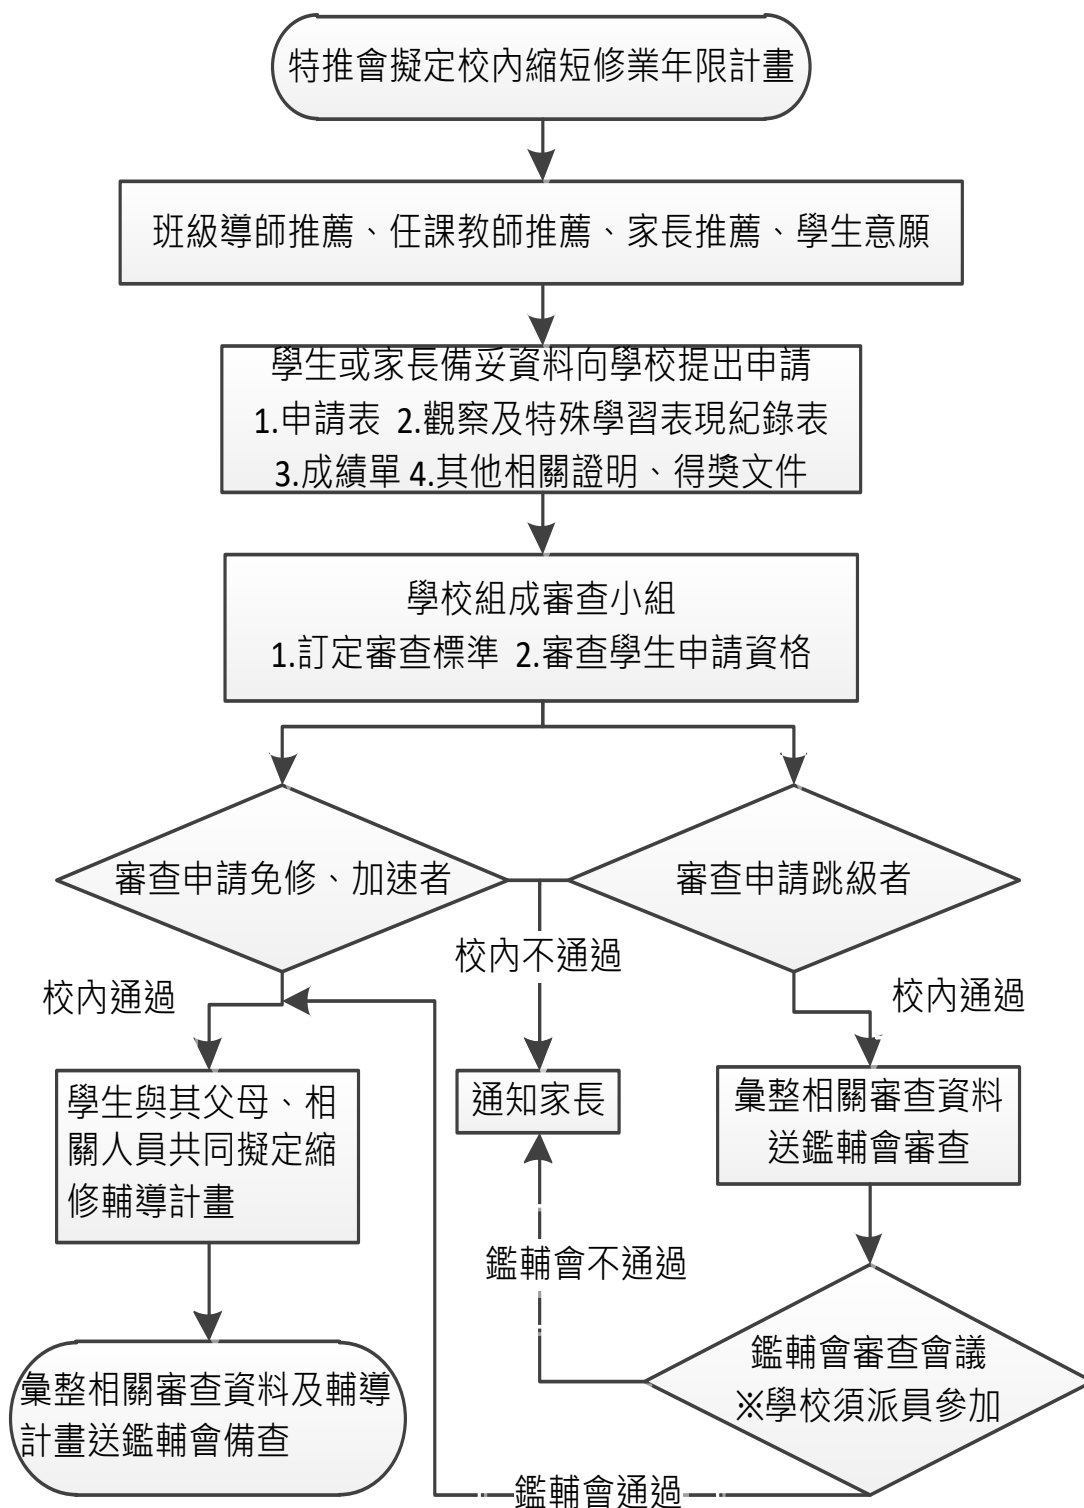 特推會擬定校內縮短修業年限計畫
班級導師推薦、任課教師推薦、家長推薦、學生意願
學生或家長備妥資料向學校提出申請
1.申請表 2.觀察及特殊學習表現紀錄表
3.成績單 4.其他相關證明、得獎文件
學校組成審查小組
1.訂定審查標準 2.審查學生申請資格
審查申請免修、加速者
審查申請跳級者
校內不通過
校內通過
校內通過
學生與其父母、相
關人員共同擬定縮
修輔導計畫
通知家長
彙整相關審查資料
送鑑輔會審查
鑑輔會不通過
鑑輔會審查會議
※學校須派員參加
彙整相關審查資料及輔導
計畫送鑑輔會備查
鑑輔會通過